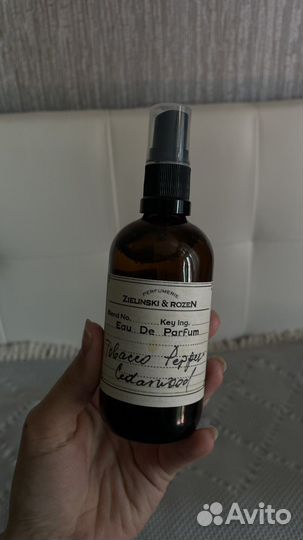 PERFUMERIE
ZIELINSKI & ROZEN
Blend No. ........ Key Ing. ........
Eau De Parfum
Tobacco Pepper
Cedarwood
Avito